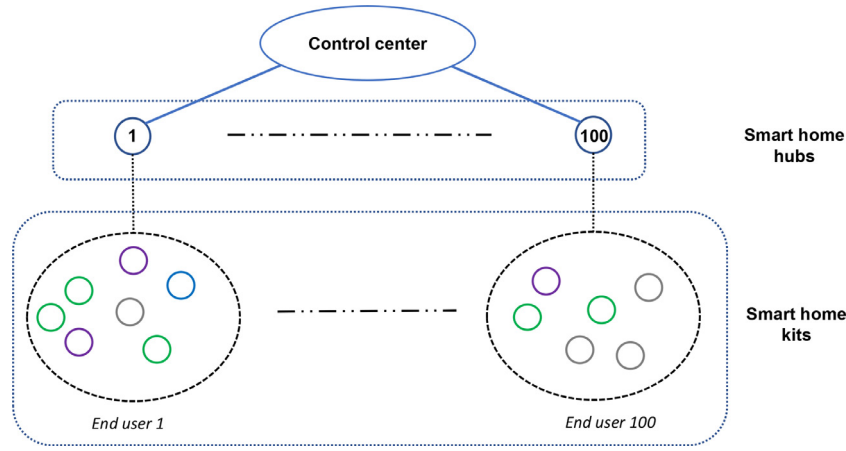 Control center
1
100
Smart home
hubs
Smart home
kits
End user 1
End user 100